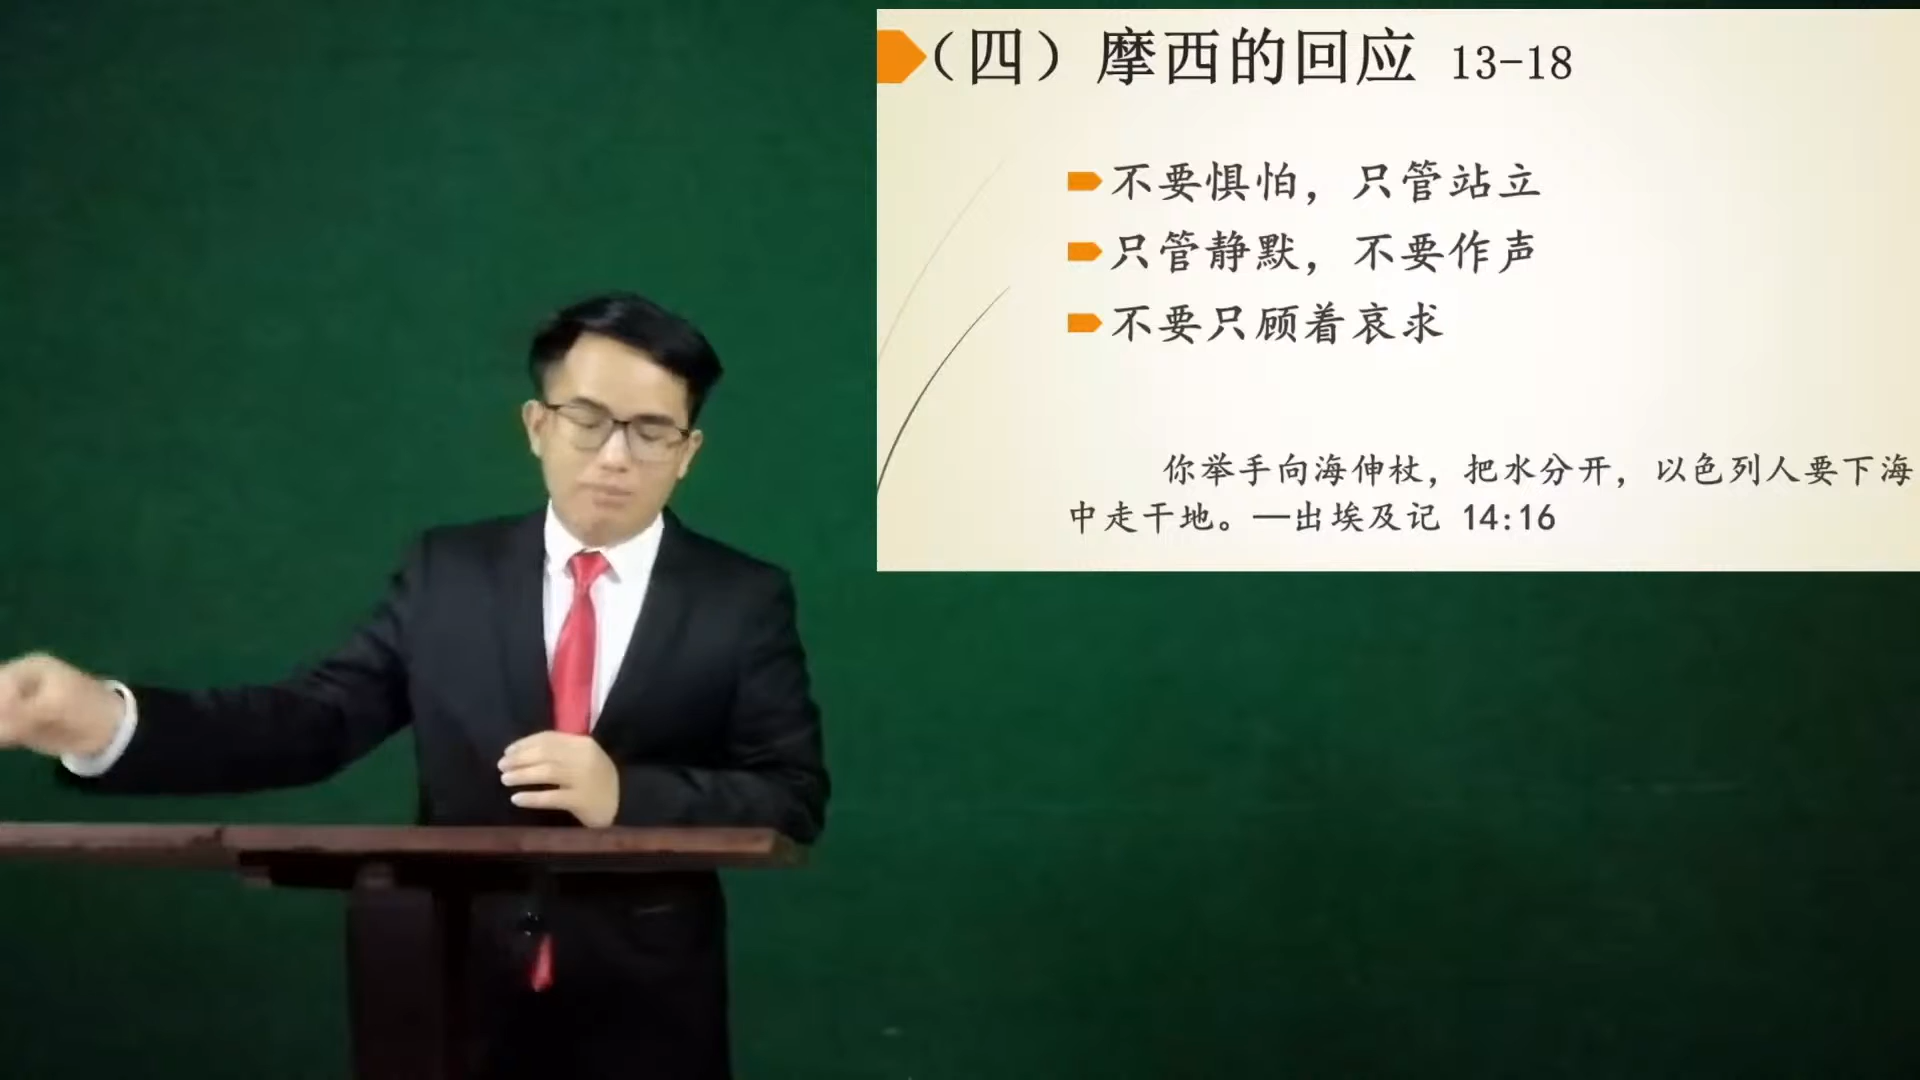 （四）摩西的回应 13-18
不要惧怕，只管站立
只管静默，不要作声
不要只顾着哀求
你举手向海伸杖，把水分开，以色列人要下海
中走干地。—出埃及记 14:16